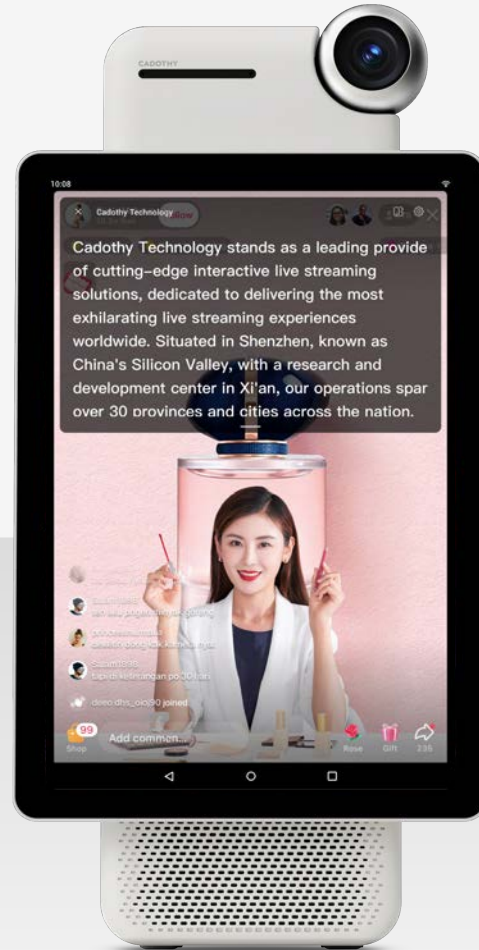 CADOTHY
10:08
Cadothy Technology
Cadothy Technology stands as a leading provide
of cutting-edge interactive live streaming
solutions, dedicated to delivering the most
exhilarating live streaming experiences
worldwide. Situated in Shenzhen, known as
China's Silicon Valley, with a research and
development center in Xi'an, our operations spar
over 30 provinces and cities across the nation.
joined
99
Shop
Add commen...
Rose
Gift
235